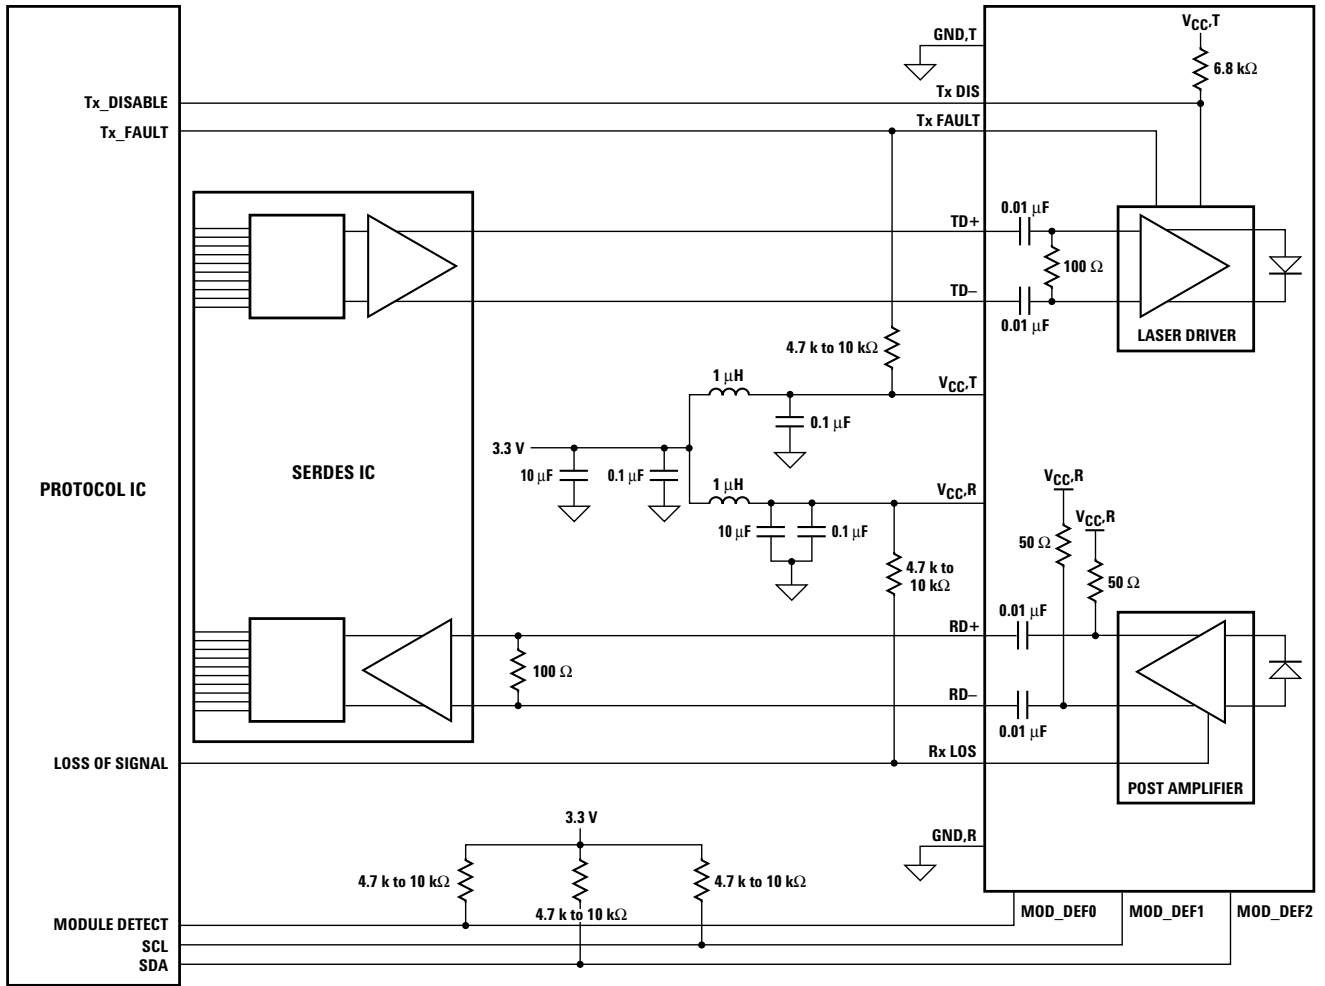 V_CC,T
GND,T
6.8 kΩ
Tx_DISABLE
Tx DIS
Tx_FAULT
Tx FAULT
0.01 µF
TD+
100 Ω
TD–
0.01 µF
LASER DRIVER
4.7 k to 10 kΩ
1 µH
V_CC,T
0.1 µF
3.3 V
10 µF
0.1 µF
SERDES IC
PROTOCOL IC
1 µH
V_CC,R
10 µF
0.1 µF
V_CC,R
V_CC,R
50 Ω
50 Ω
4.7 k to
10 kΩ
0.01 µF
RD+
100 Ω
RD–
0.01 µF
LOSS OF SIGNAL
Rx LOS
POST AMPLIFIER
3.3 V
GND,R
4.7 k to 10 kΩ
4.7 k to 10 kΩ
4.7 k to 10 kΩ
MODULE DETECT
SCL
SDA
MOD_DEF0
MOD_DEF1
MOD_DEF2